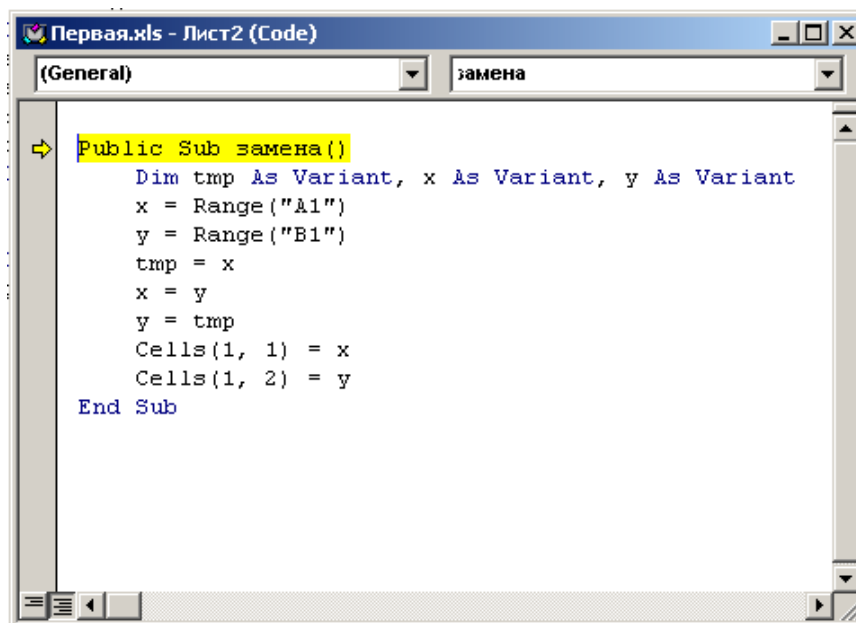 Первая.xls - Лист2 (Code)
(General) замена
Public Sub замена()
Dim tmp As Variant, x As Variant, y As Variant
x = Range("A1")
y = Range("B1")
tmp = x
x = y
y = tmp
Cells(1, 1) = x
Cells(1, 2) = y
End Sub